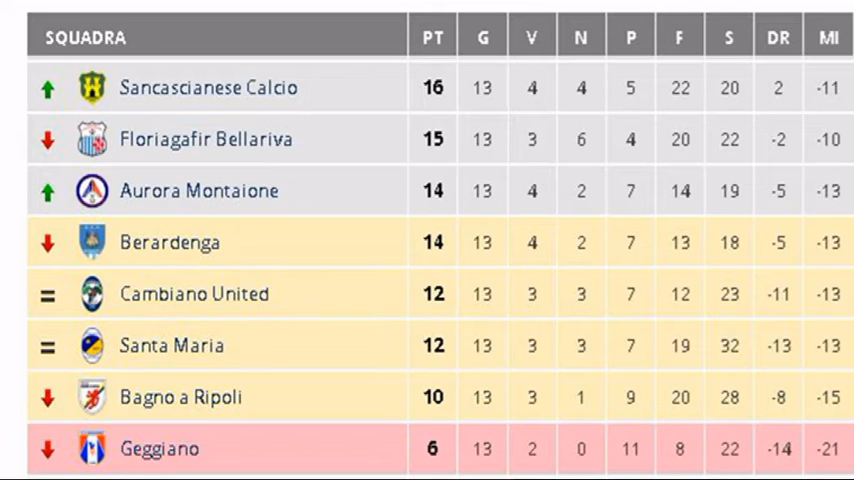 SQUADRA PT G V N P F S DR MI
Sancascianese Calcio 16 13 4 4 5 22 20 2 -11
Floriagafir Bellariva 15 13 3 6 4 20 22 -2 -10
Aurora Montaione 14 13 4 2 7 14 19 -5 -13
Berardenga 14 13 4 2 7 13 18 -5 -13
= Cambiano United 12 13 3 3 7 12 23 -11 -13
= Santa Maria 12 13 3 3 7 19 32 -13 -13
Bagno a Ripoli 10 13 3 1 9 20 28 -8 -15
Geggiano 6 13 2 0 11 8 22 -14 -21